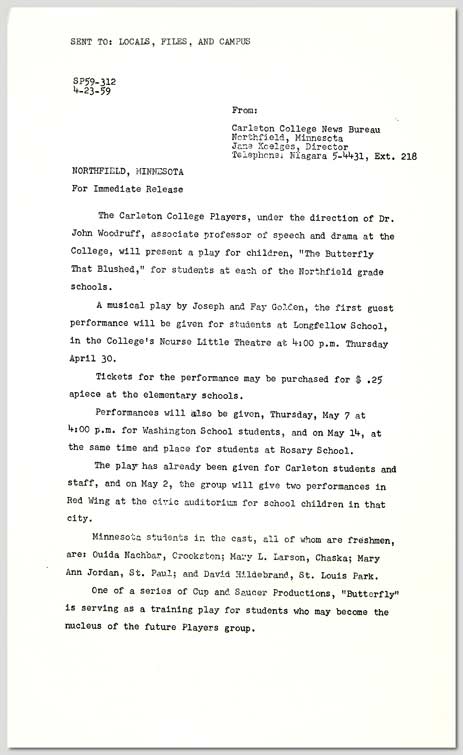 SENT TO: LOCALS, FILES, AND CAMPUS
SP59-312
4-23-59
From:
Carleton College News Bureau
Northfield, Minnesota
Jane Koelges, Director
Telephone: Niagara 5-4431, Ext. 218
NORTHFIELD, MINNESOTA
For Immediate Release
The Carleton College Players, under the direction of Dr.
John Woodruff, associate professor of speech and drama at the
College, will present a play for children, "The Butterfly
That Blushed," for students at each of the Northfield grade
schools.
A musical play by Joseph and Fay Golden, the first guest
performance will be given for students at Longfellow School,
in the College's Nourse Little Theatre at 4:00 p.m. Thursday
April 30.
Tickets for the performance may be purchased for $ .25
apiece at the elementary schools.
Performances will also be given, Thursday, May 7 at
4:00 p.m. for Washington School students, and on May 14, at
the same time and place for students at Rosary School.
The play has already been given for Carleton students and
staff, and on May 2, the group will give two performances in
Red Wing at the civic auditorium for school children in that
city.
Minnesota students in the cast, all of whom are freshmen,
are: Ouida Nachbar, Crookston; Mary L. Larson, Chaska; Mary
Ann Jordan, St. Paul; and David Hildebrand, St. Louis Park.
One of a series of Cup and Saucer Productions, "Butterfly"
is serving as a training play for students who may become the
nucleus of the future Players group.